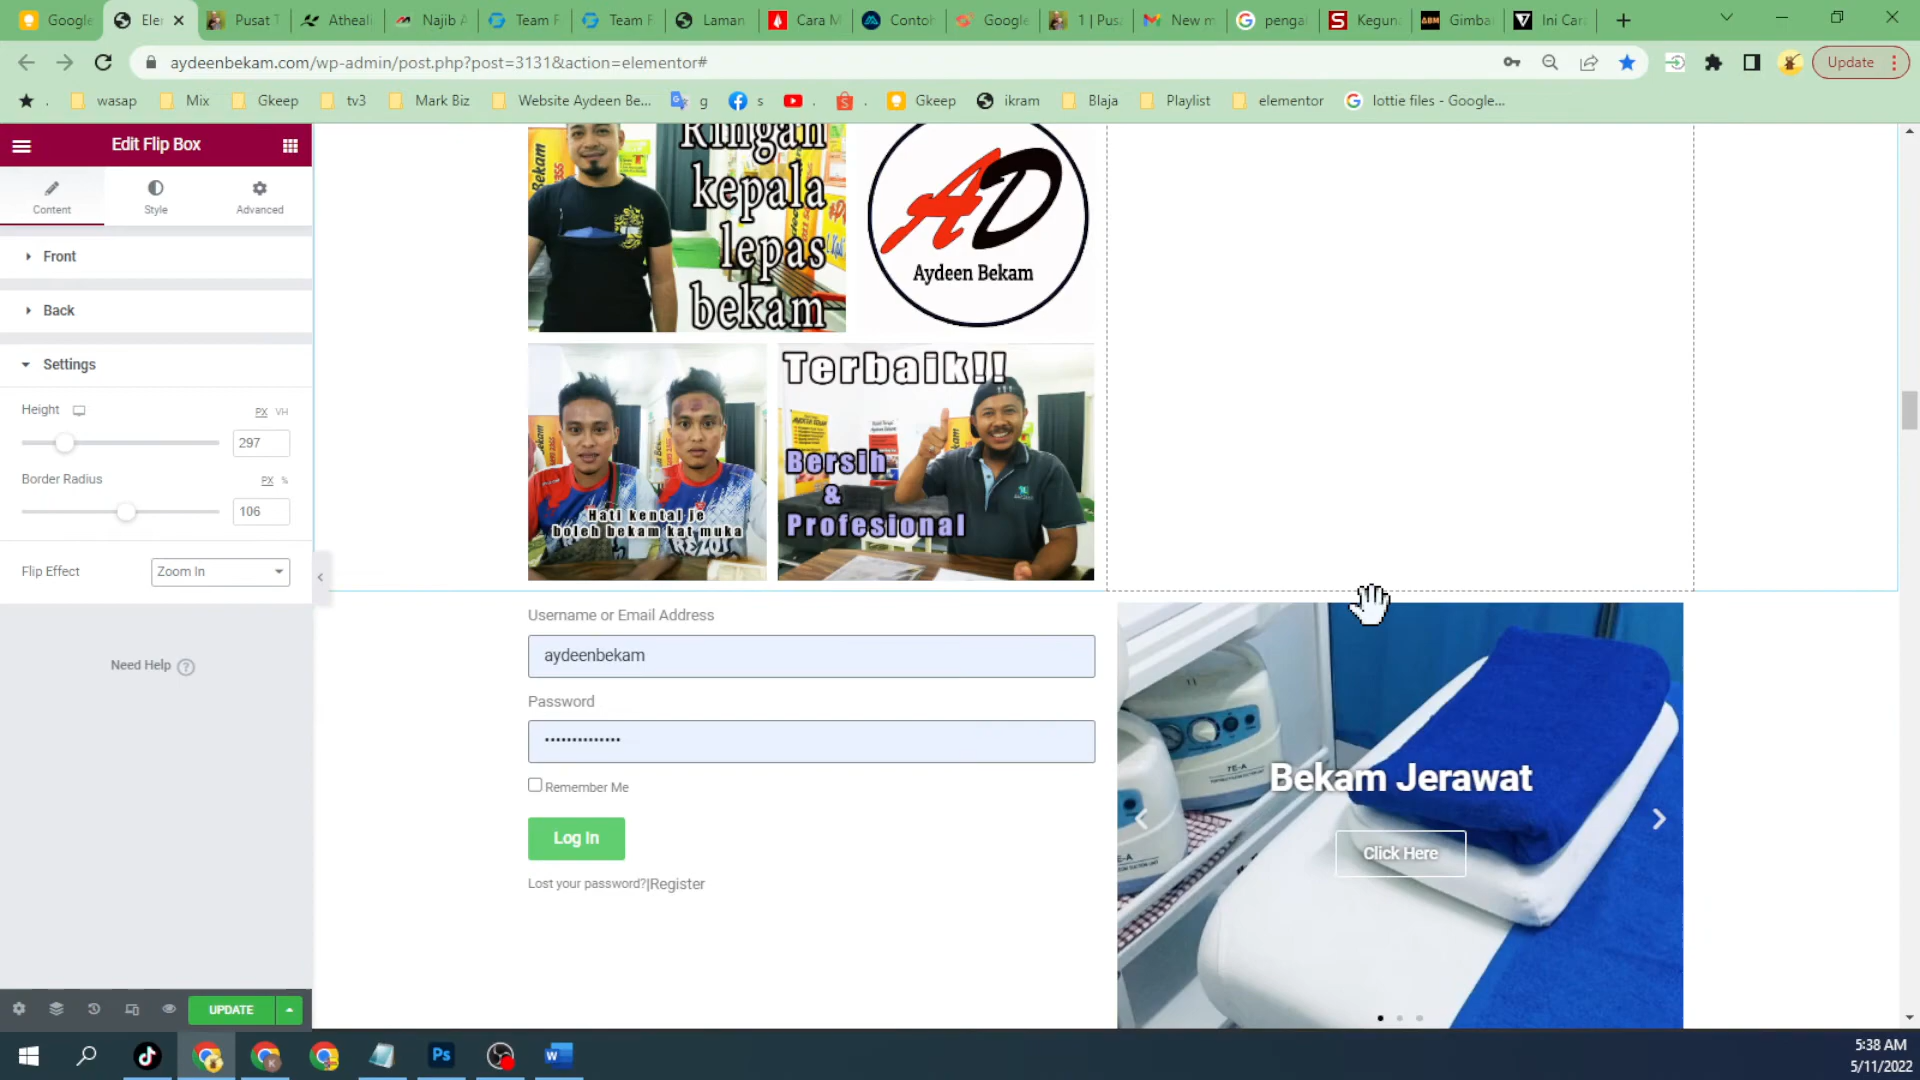 Google
Ele
Pusat T
Atheali
Najib A
Team F
Team F
Laman
Cara M
Contoh
Google
1 | Pusa
New m
penga
Kegun
Gimba
Ini Cara
aydeenbekam.com/wp-admin/post.php?post=3131&action=elementor#
Update
.
wasap
Mix
Gkeep
tv3
Mark Biz
Website Aydeen Be...
g
s
.
.
Gkeep
ikram
Blaja
Playlist
elementor
lottie files - Google...
Edit Flip Box
Content
Style
Advanced
Front
Back
Settings
Height
PX VH
297
Border Radius
PX %
106
Flip Effect
Zoom In
Need Help
UPDATE
Ringan
kepala
lepas
bekam
AD
Aydeen Bekam
Hati kental je
boleh bekam kat muka
Terbaik!!
Bersih
&
Profesional
Username or Email Address
aydeenbekam
Password
••••••••••••••
Remember Me
Log In
Lost your password?|Register
Bekam Jerawat
Click Here
5:38 AM
5/11/2022